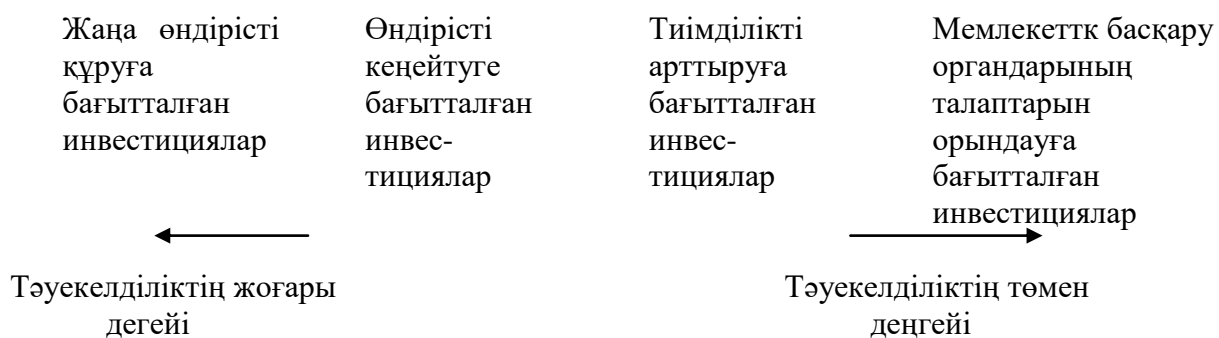 Жаңа өндірісті
құруға
бағытталған
инвестициялар
Өндірісті
кеңейтуге
бағытталған
инвес-
тициялар
Тиімділікті
арттыруға
бағытталған
инвес-
тициялар
Мемлекеттк басқару
органдарының
талаптарын
орындауға
бағытталған
инвестициялар
Тәуекелділіктің жоғары
дегейі
Тәуекелділіктің төмен
деңгейі